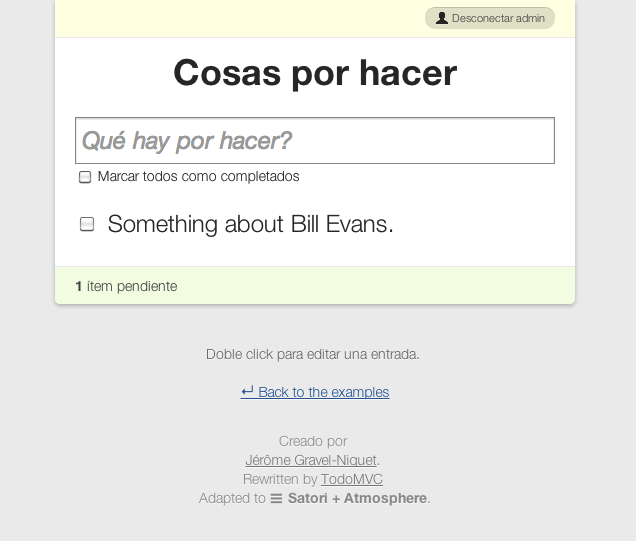 Desconectar admin
Cosas por hacer
Qué hay por hacer?
Marcar todos como completados
Something about Bill Evans.
1 ítem pendiente
Doble click para editar una entrada.
Back to the examples
Creado por
Jérôme Gravel-Niquet.
Rewritten by TodoMVC
Adapted to Satori + Atmosphere.